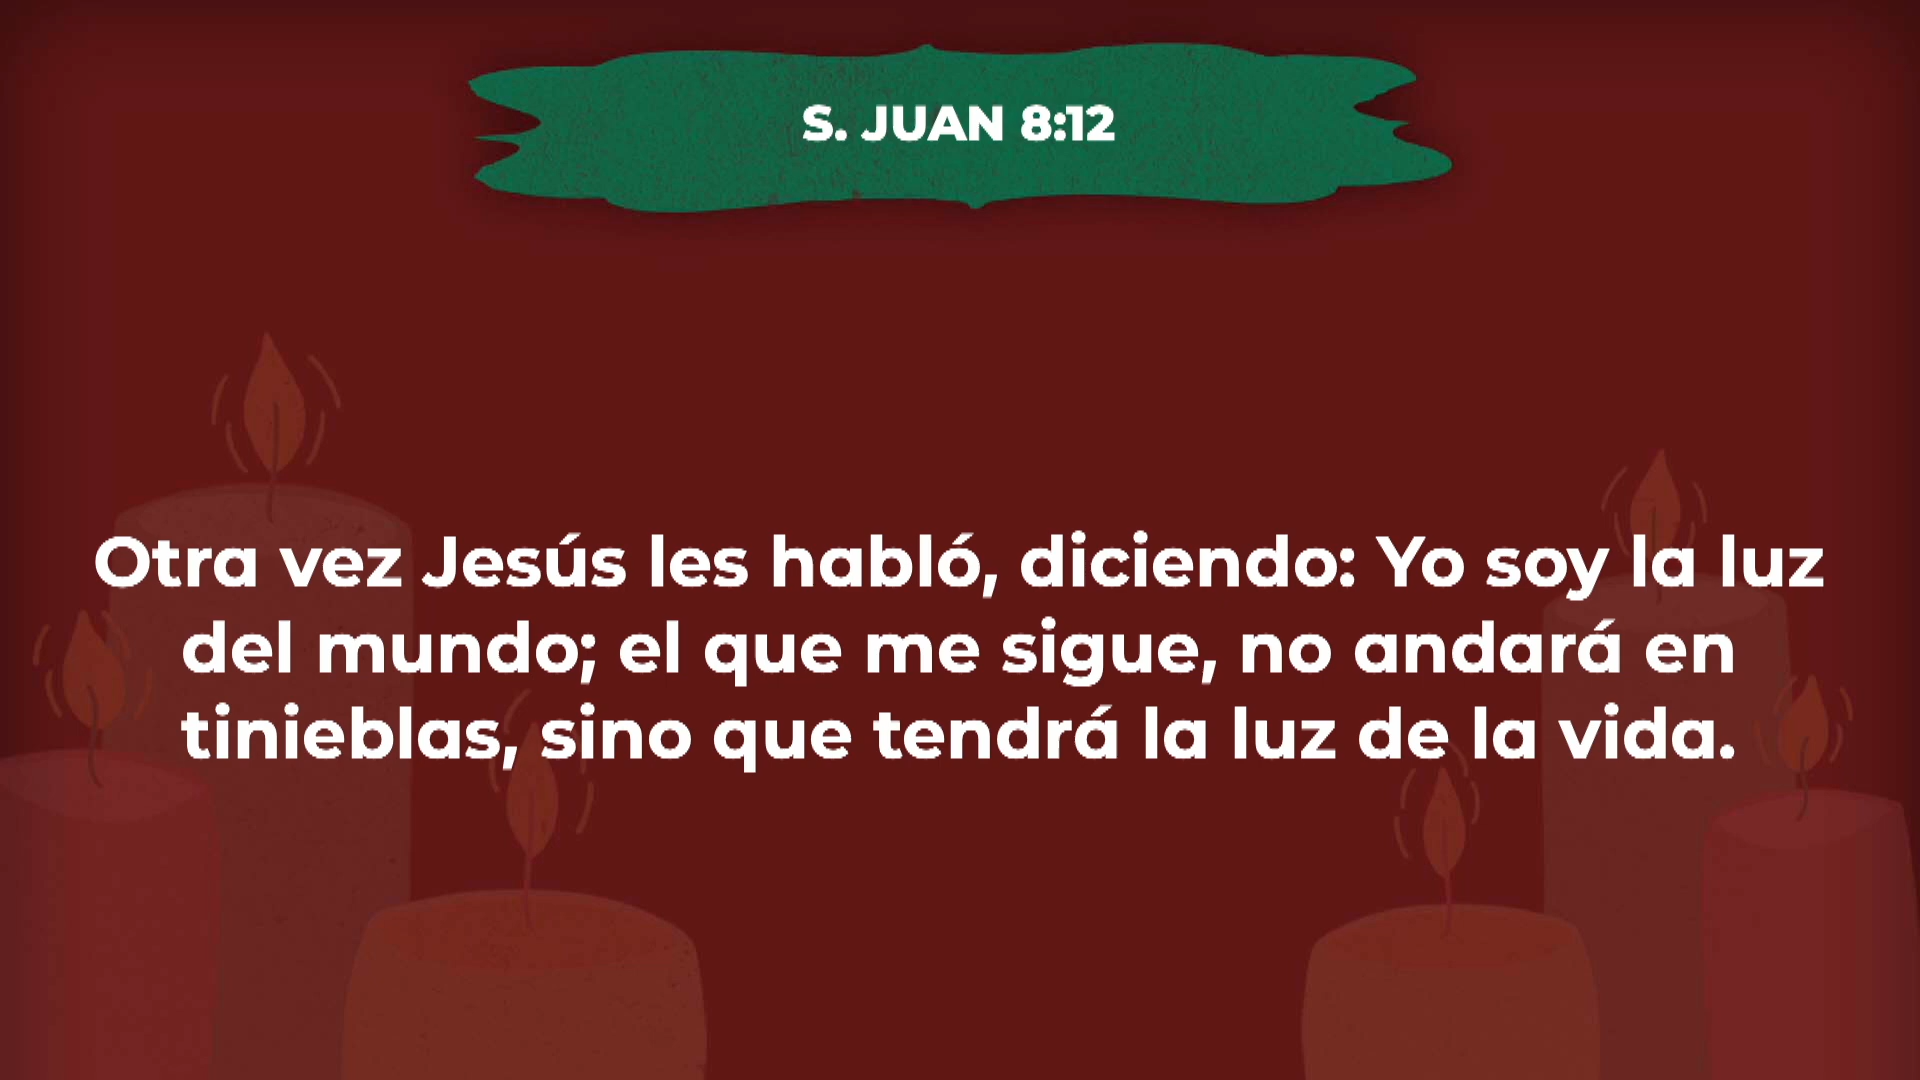 S. JUAN 8:12
Otra vez Jesús les habló, diciendo: Yo soy la luz
del mundo; el que me sigue, no andará en
tinieblas, sino que tendrá la luz de la vida.